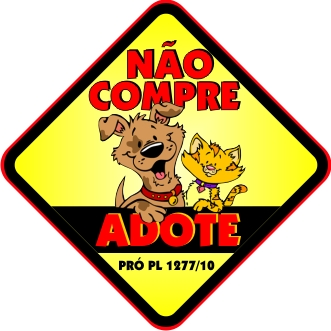 NÃO
COMPRE
ADOTE
PRÓ PL 1277/10